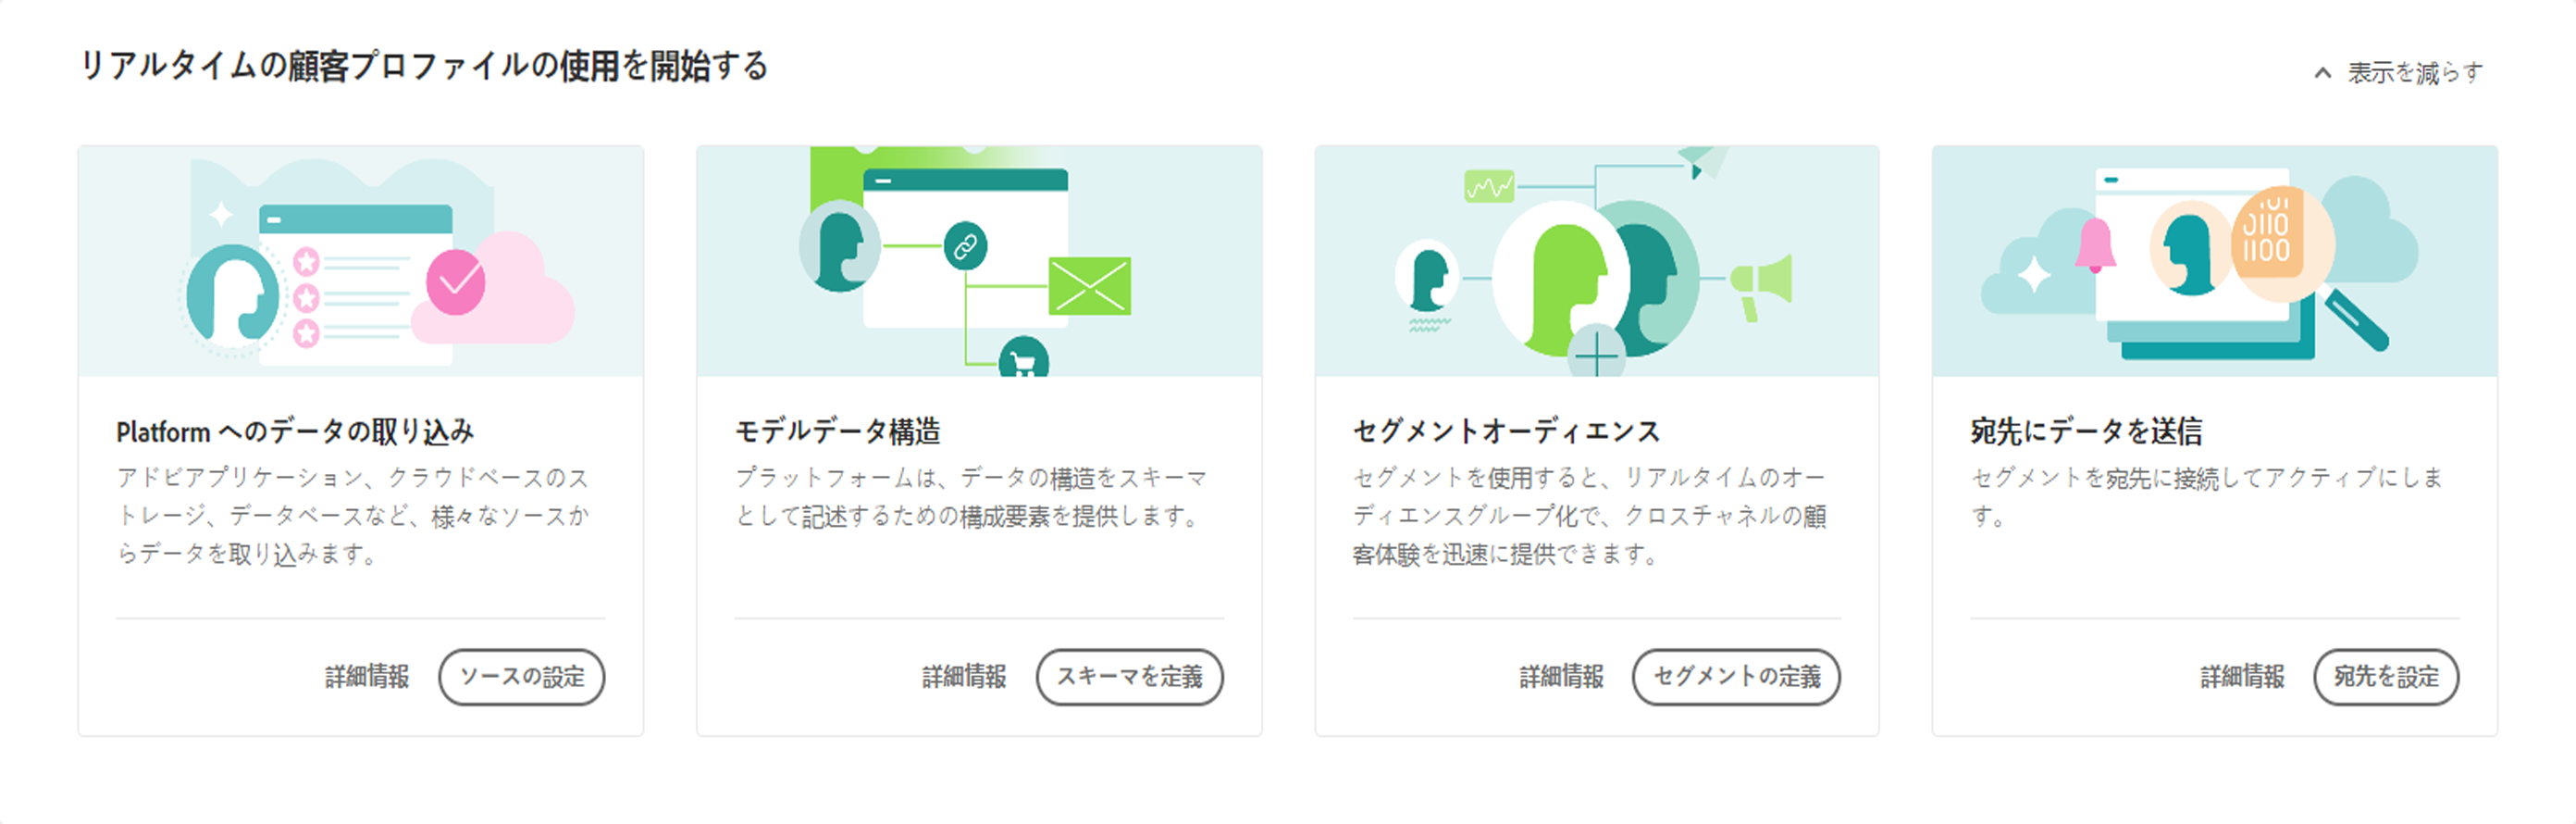 リアルタイムの顧客プロファイルの使用を開始する
表示を減らす
Platform へのデータの取り込み
アドビアプリケーション、クラウドベースのス
トレージ、データベースなど、様々なソースか
らデータを取り込みます。
詳細情報
ソースの設定
モデルデータ構造
プラットフォームは、データの構造をスキーマ
として記述するための構成要素を提供します。
詳細情報
スキーマを定義
セグメントオーディエンス
セグメントを使用すると、リアルタイムのオー
ディエンスグループ化で、クロスチャネルの顧
客体験を迅速に提供できます。
詳細情報
セグメントの定義
宛先にデータを送信
セグメントを宛先に接続してアクティブにしま
す。
詳細情報
宛先を設定